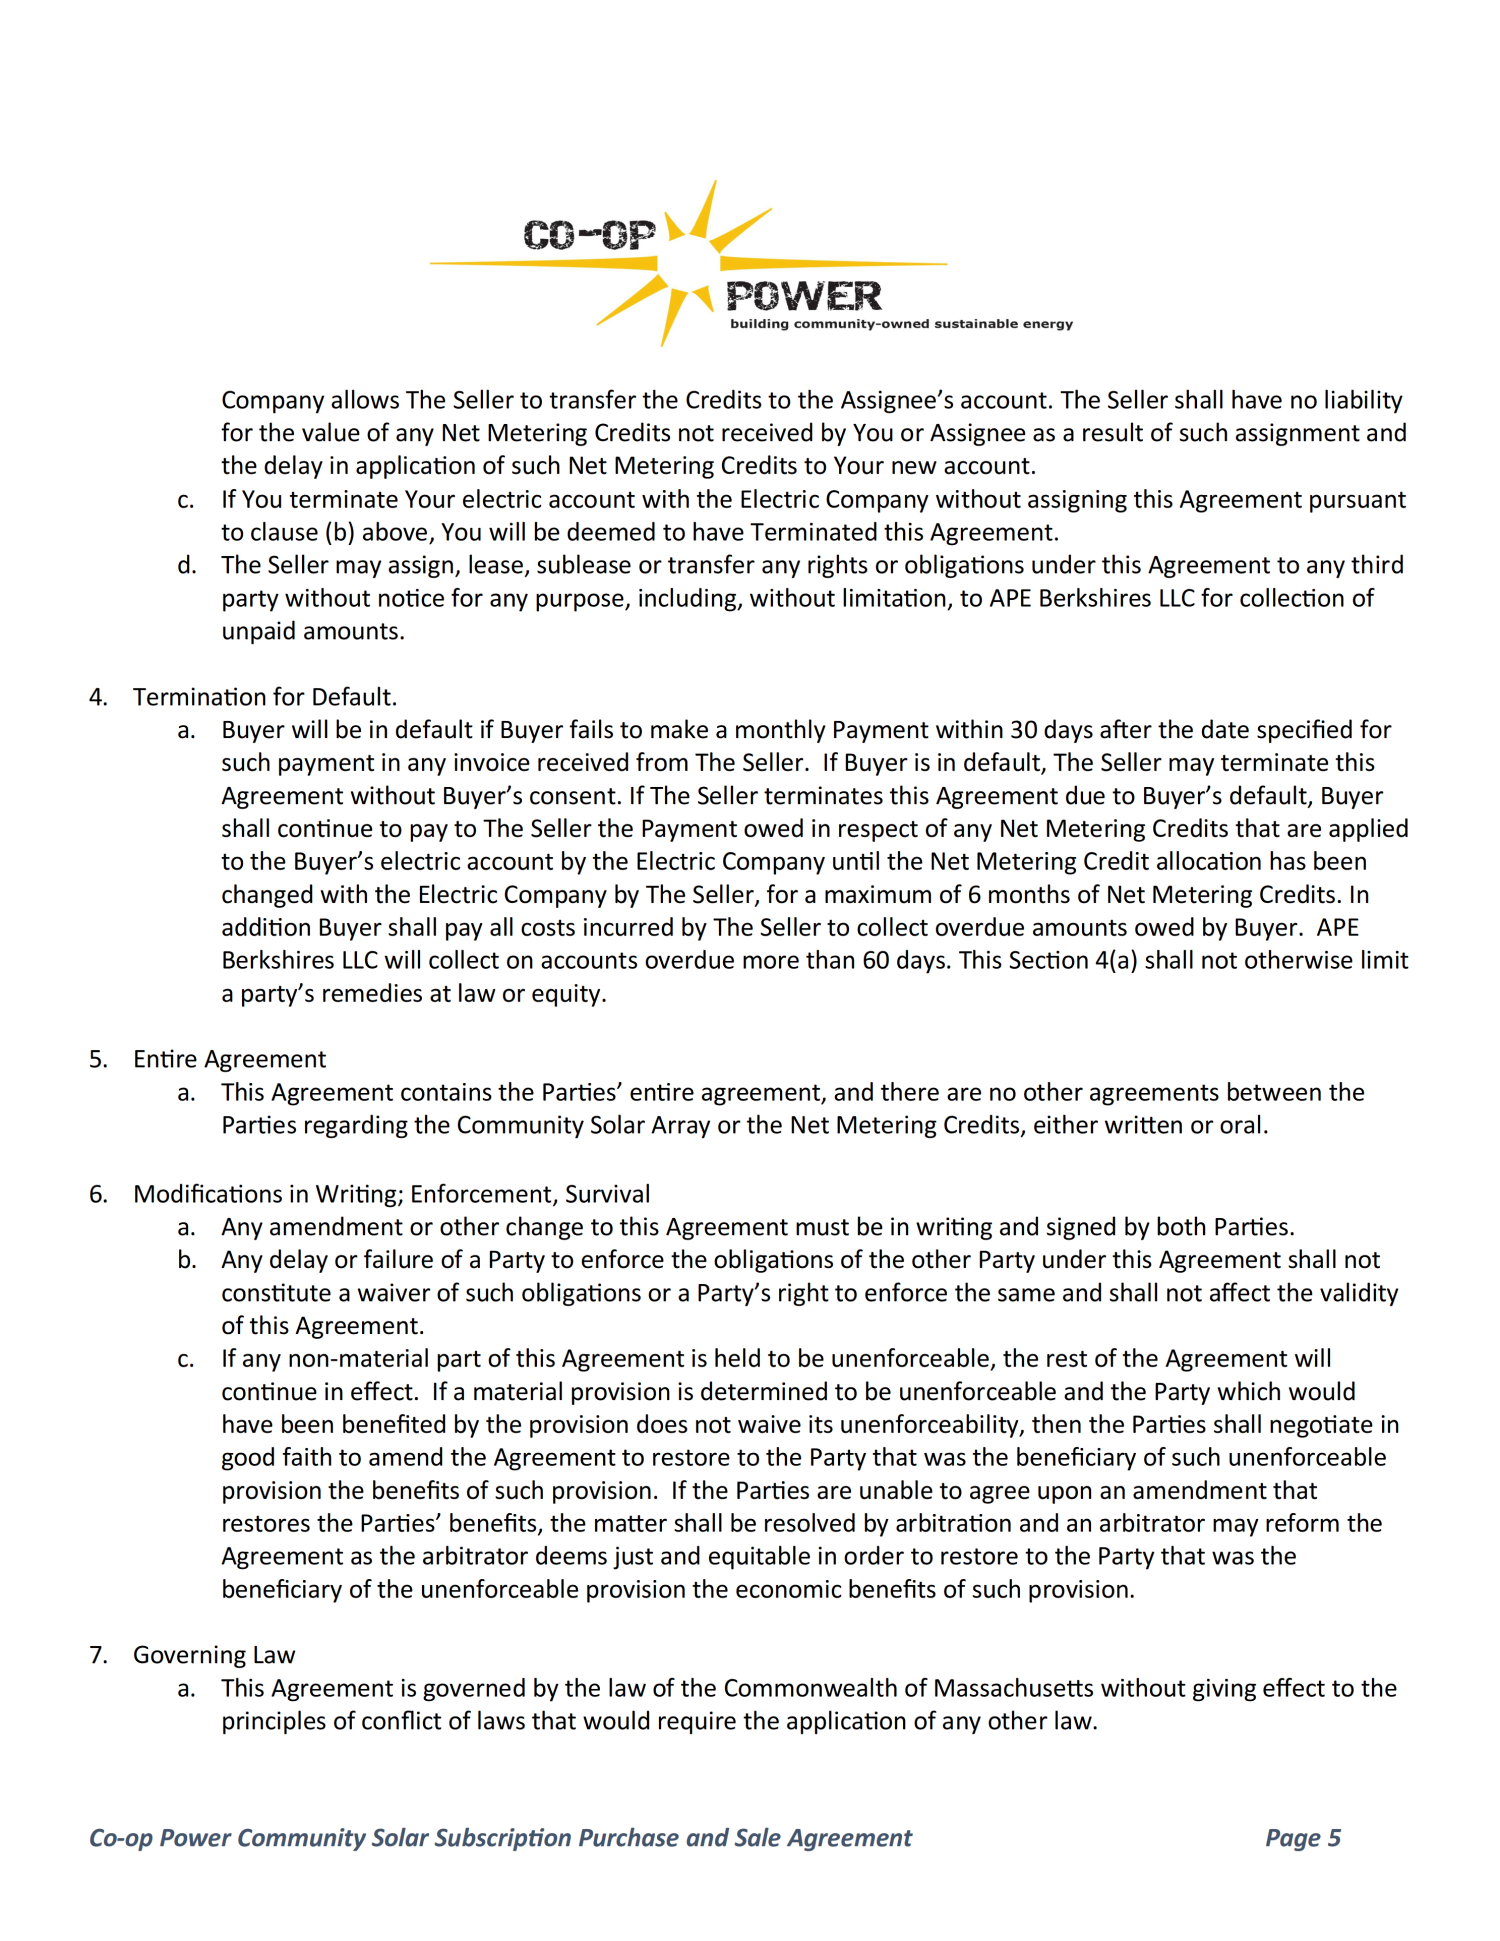 CO-OP
POWER
building community-owned sustainable energy
Company allows The Seller to transfer the Credits to the Assignee’s account. The Seller shall have no liability
for the value of any Net Metering Credits not received by You or Assignee as a result of such assignment and
the delay in application of such Net Metering Credits to Your new account.
c. If You terminate Your electric account with the Electric Company without assigning this Agreement pursuant
to clause (b) above, You will be deemed to have Terminated this Agreement.
d. The Seller may assign, lease, sublease or transfer any rights or obligations under this Agreement to any third
party without notice for any purpose, including, without limitation, to APE Berkshires LLC for collection of
unpaid amounts.
4. Termination for Default.
a. Buyer will be in default if Buyer fails to make a monthly Payment within 30 days after the date specified for
such payment in any invoice received from The Seller.  If Buyer is in default, The Seller may terminate this
Agreement without Buyer’s consent. If The Seller terminates this Agreement due to Buyer’s default, Buyer
shall continue to pay to The Seller the Payment owed in respect of any Net Metering Credits that are applied
to the Buyer’s electric account by the Electric Company until the Net Metering Credit allocation has been
changed with the Electric Company by The Seller, for a maximum of 6 months of Net Metering Credits. In
addition Buyer shall pay all costs incurred by The Seller to collect overdue amounts owed by Buyer.  APE
Berkshires LLC will collect on accounts overdue more than 60 days. This Section 4(a) shall not otherwise limit
a party’s remedies at law or equity.
5. Entire Agreement
a. This Agreement contains the Parties’ entire agreement, and there are no other agreements between the
Parties regarding the Community Solar Array or the Net Metering Credits, either written or oral.
6. Modifications in Writing; Enforcement, Survival
a. Any amendment or other change to this Agreement must be in writing and signed by both Parties.
b. Any delay or failure of a Party to enforce the obligations of the other Party under this Agreement shall not
constitute a waiver of such obligations or a Party’s right to enforce the same and shall not affect the validity
of this Agreement.
c. If any non-material part of this Agreement is held to be unenforceable, the rest of the Agreement will
continue in effect.  If a material provision is determined to be unenforceable and the Party which would
have been benefited by the provision does not waive its unenforceability, then the Parties shall negotiate in
good faith to amend the Agreement to restore to the Party that was the beneficiary of such unenforceable
provision the benefits of such provision.  If the Parties are unable to agree upon an amendment that
restores the Parties’ benefits, the matter shall be resolved by arbitration and an arbitrator may reform the
Agreement as the arbitrator deems just and equitable in order to restore to the Party that was the
beneficiary of the unenforceable provision the economic benefits of such provision.
7. Governing Law
a. This Agreement is governed by the law of the Commonwealth of Massachusetts without giving effect to the
principles of conflict of laws that would require the application of any other law.
Co-op Power Community Solar Subscription Purchase and Sale Agreement Page 5